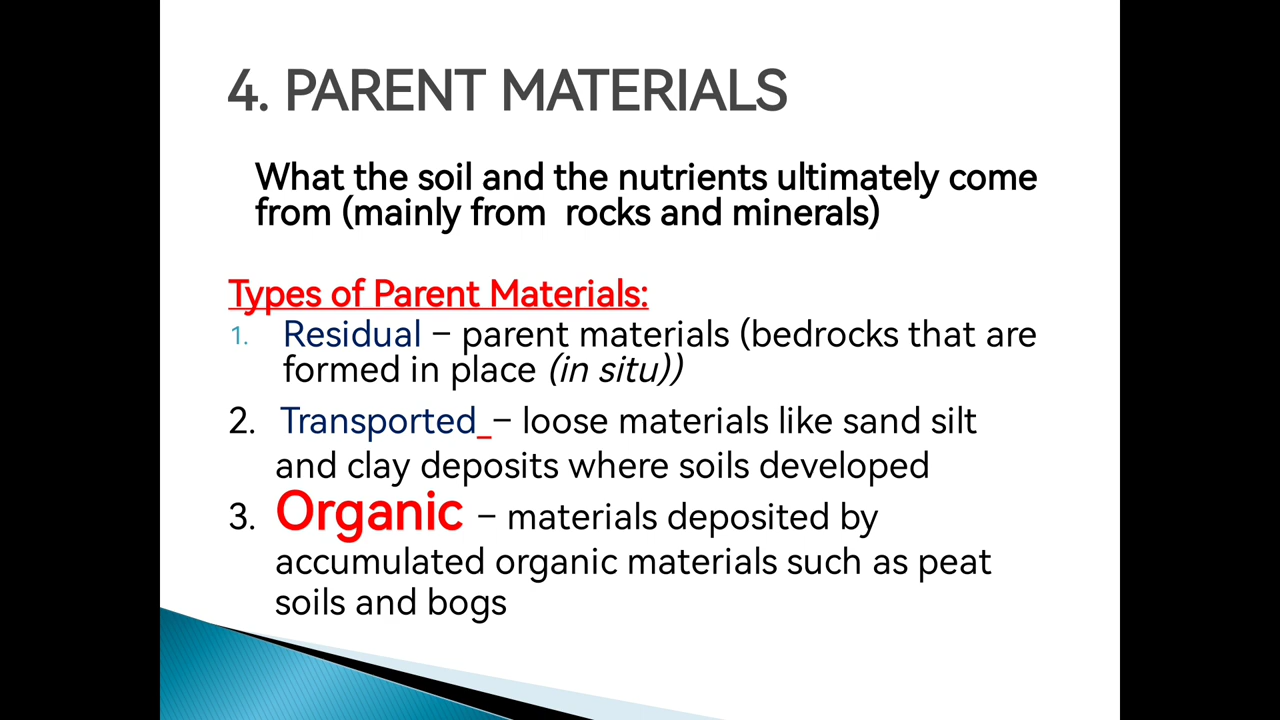 4. PARENT MATERIALS
What the soil and the nutrients ultimately come
from (mainly from  rocks and minerals)
Types of Parent Materials:
1. Residual – parent materials (bedrocks that are
formed in place (in situ))
2. Transported_– loose materials like sand silt
and clay deposits where soils developed
3. Organic – materials deposited by
accumulated organic materials such as peat
soils and bogs